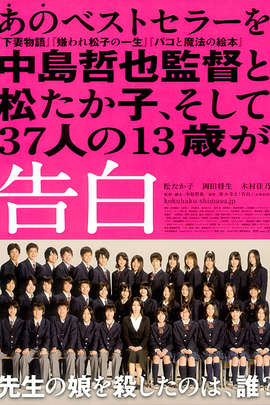 あのベストセラーを
『下妻物語』『嫌われ松子の一生』『パコと魔法の絵本』
中島哲也監督と
松たか子、そして
37人の13歳が
告白
松たか子 岡田将生 木村佳乃
kokuhaku-shimasu.jp
先生の娘を殺したのは、誰?